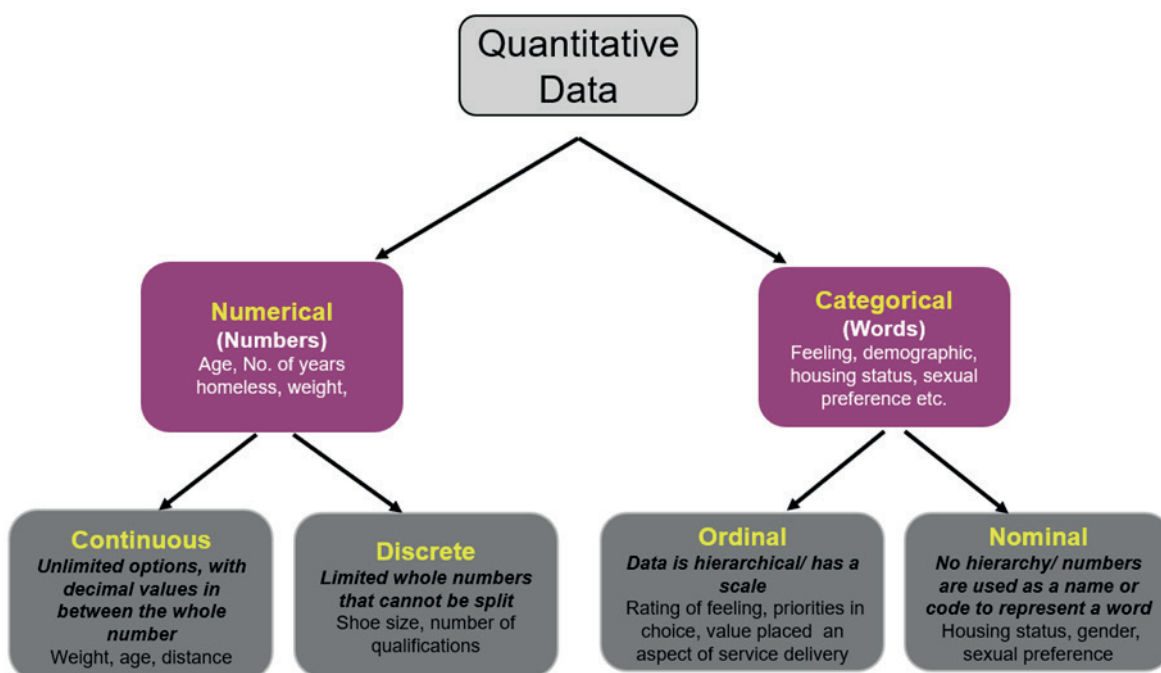 Quantitative
Data
Numerical
(Numbers)
Age, No. of years
homeless, weight,
Categorical
(Words)
Feeling, demographic,
housing status, sexual
preference etc.
Continuous
Unlimited options, with
decimal values in
between the whole
number
Weight, age, distance
Discrete
Limited whole numbers
that cannot be split
Shoe size, number of
qualifications
Ordinal
Data is hierarchical/ has a
scale
Rating of feeling, priorities in
choice, value placed  an
aspect of service delivery
Nominal
No hierarchy/ numbers
are used as a name or
code to represent a word
Housing status, gender,
sexual preference